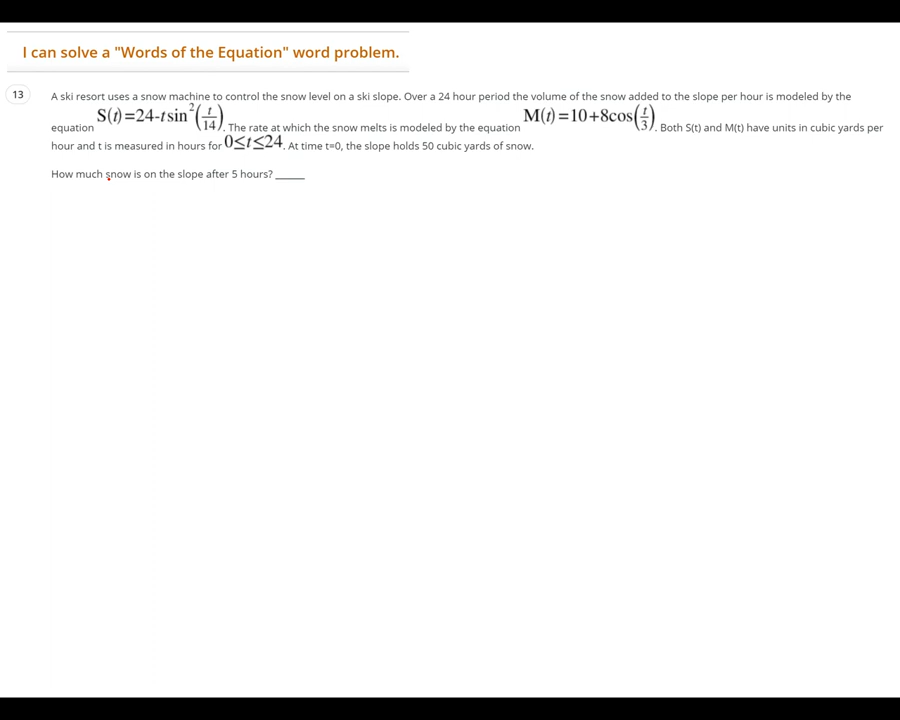 I can solve a "Words of the Equation" word problem.
13
A ski resort uses a snow machine to control the snow level on a ski slope. Over a 24 hour period the volume of the snow added to the slope per hour is modeled by the
equation S(t)=24-t sin²(t/14). The rate at which the snow melts is modeled by the equation M(t)=10+8cos(t/3). Both S(t) and M(t) have units in cubic yards per
hour and t is measured in hours for 0≤t≤24. At time t=0, the slope holds 50 cubic yards of snow.
How much snow is on the slope after 5 hours? _____